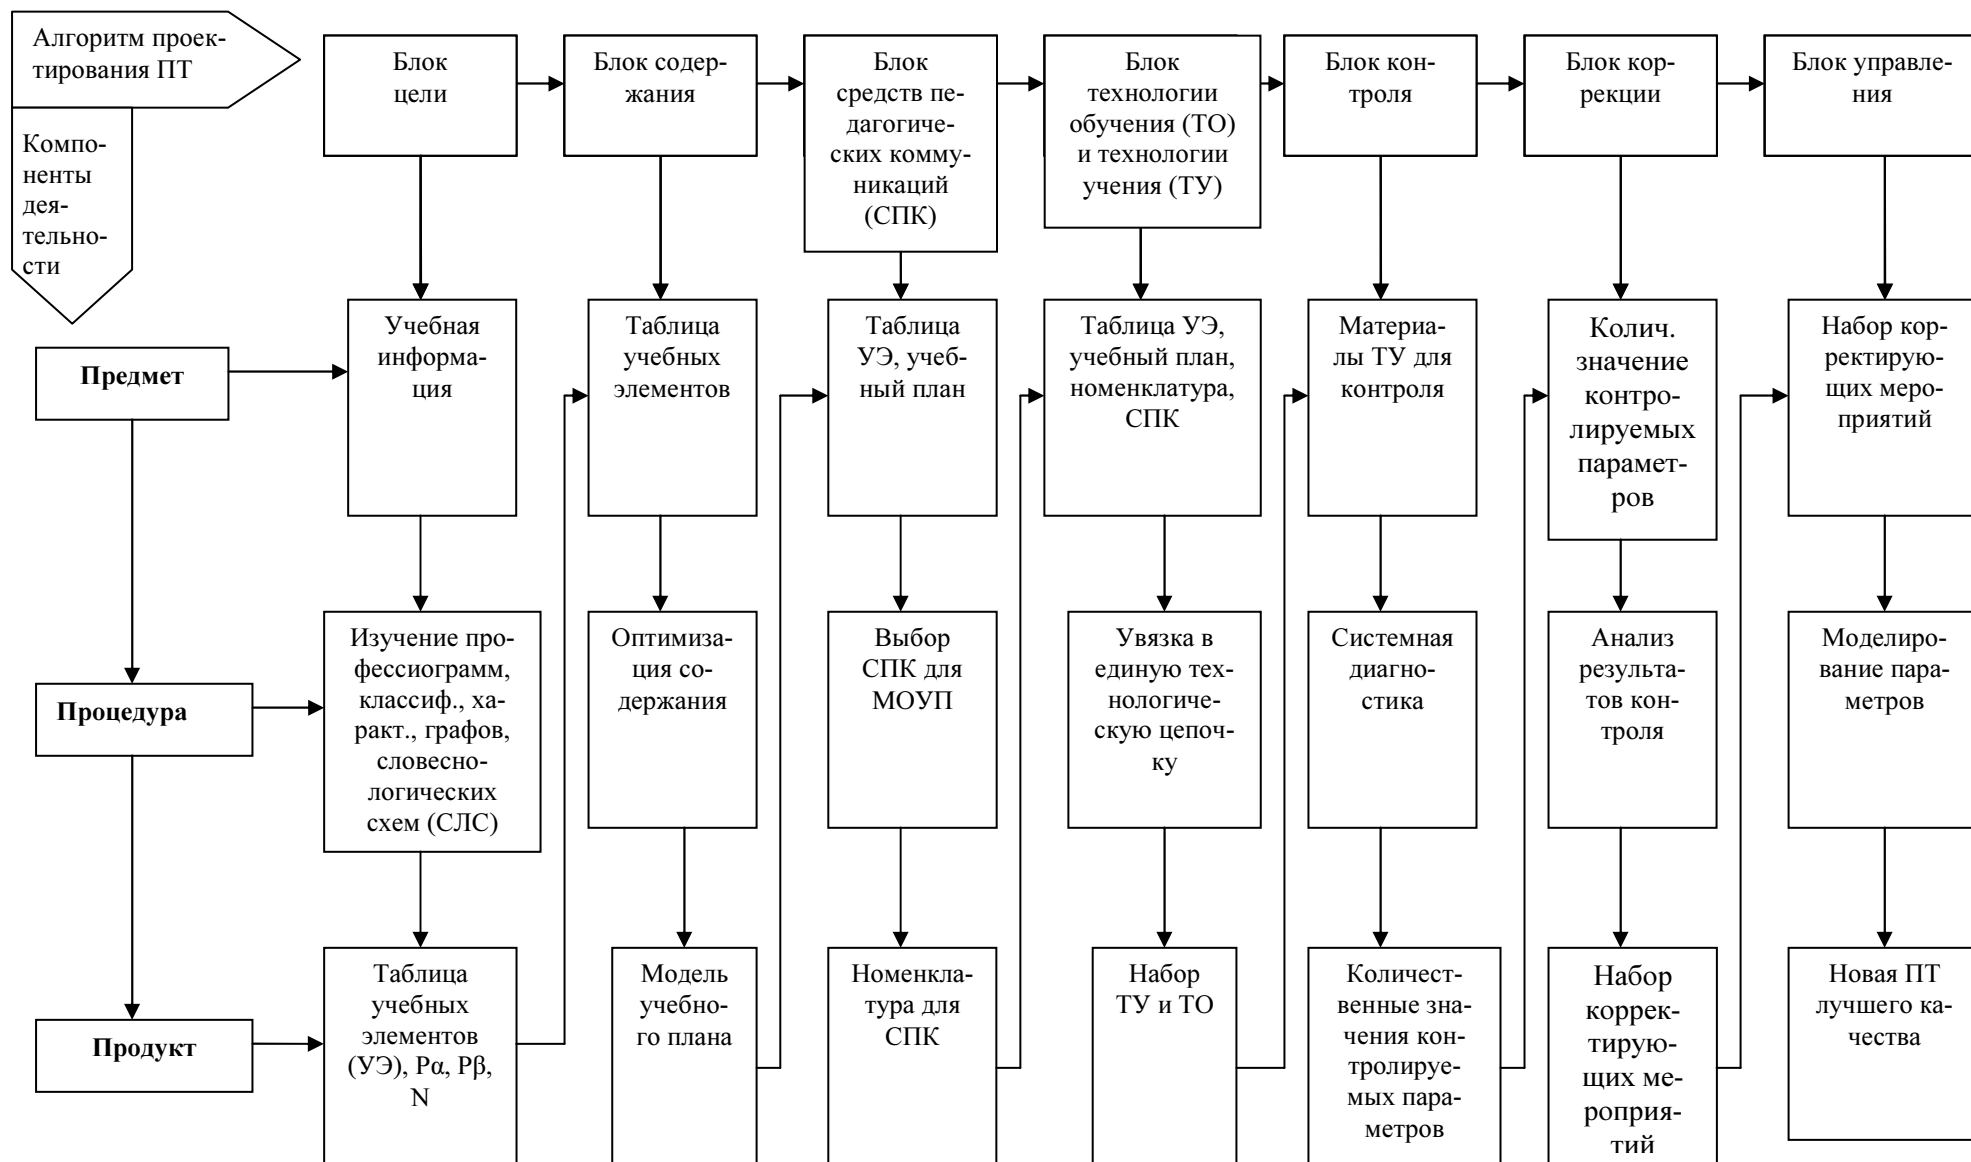 Алгоритм проек-
тирования ПТ
Компо-
ненты
дея-
тельно-
сти
Блок
цели
Блок содер-
жания
Блок
средств пе-
дагогиче-
ских комму-
никаций
(СПК)
Блок
технологии
обучения (ТО)
и технологии
учения (ТУ)
Блок кон-
троля
Блок кор-
рекции
Блок управле-
ния
Предмет
Учебная
информа-
ция
Таблица
учебных
элементов
Таблица
УЭ, учеб-
ный план
Таблица УЭ,
учебный план,
номенклатура,
СПК
Материа-
лы ТУ для
контроля
Колич.
значение
контро-
лируемых
парамет-
ров
Набор кор-
ректирую-
щих меро-
приятий
Процедура
Изучение про-
фессиограмм,
классиф., ха-
ракт., графов,
словесно-
логических
схем (СЛС)
Оптимиза-
ция со-
держания
Выбор
СПК для
МОУП
Увязка в
единую тех-
нологиче-
скую цепоч-
ку
Системная
диагно-
стика
Анализ
результа-
тов кон-
троля
Моделиро-
вание пара-
метров
Продукт
Таблица
учебных
элементов
(УЭ), Рα, Рβ,
N
Модель
учебно-
го плана
Номенкла-
тура для
СПК
Набор
ТУ и ТО
Количест-
венные зна-
чения кон-
тролируе-
мых пара-
метров
Набор
коррек-
тирую-
щих ме-
роприя-
тий
Новая ПТ
лучшего ка-
чества